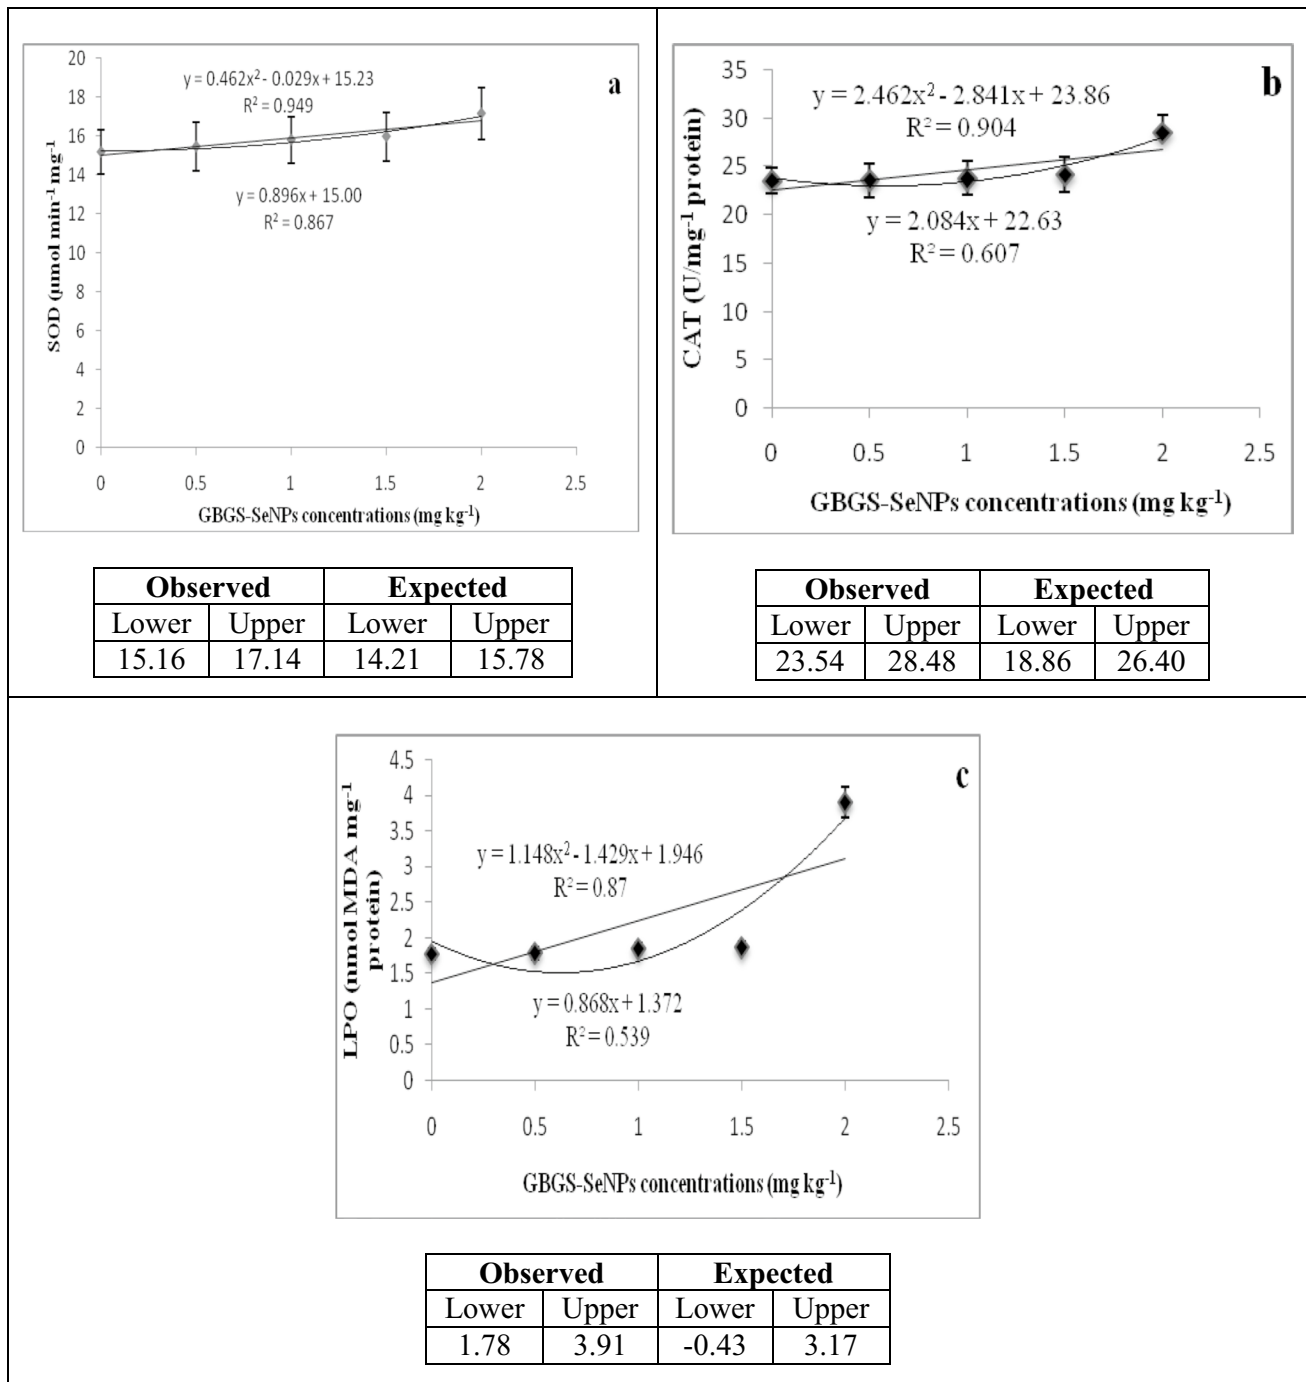 a
y = 0.462x² - 0.029x + 15.23
R² = 0.949
y = 0.896x + 15.00
R² = 0.867
SOD (µmol min⁻¹ mg⁻¹
20
18
16
14
12
10
8
6
4
2
0
0 0.5 1 1.5 2 2.5
GBGS-SeNPs concentrations (mg kg⁻¹)
Observed Expected
Lower Upper Lower Upper
15.16 17.14 14.21 15.78
b
y = 2.462x² - 2.841x + 23.86
R² = 0.904
y = 2.084x + 22.63
R² = 0.607
CAT (U/mg⁻¹ protein)
35
30
25
20
15
10
5
0
0 0.5 1 1.5 2 2.5
GBGS-SeNPs concentrations (mg kg⁻¹)
Observed Expected
Lower Upper Lower Upper
23.54 28.48 18.86 26.40
c
y = 1.148x² - 1.429x + 1.946
R² = 0.87
y = 0.868x + 1.372
R² = 0.539
LPO (nmol MDA mg⁻¹
protein)
4.5
4
3.5
3
2.5
2
1.5
1
0.5
0
0 0.5 1 1.5 2 2.5
GBGS-SeNPs concentrations (mg kg⁻¹)
Observed Expected
Lower Upper Lower Upper
1.78 3.91 -0.43 3.17